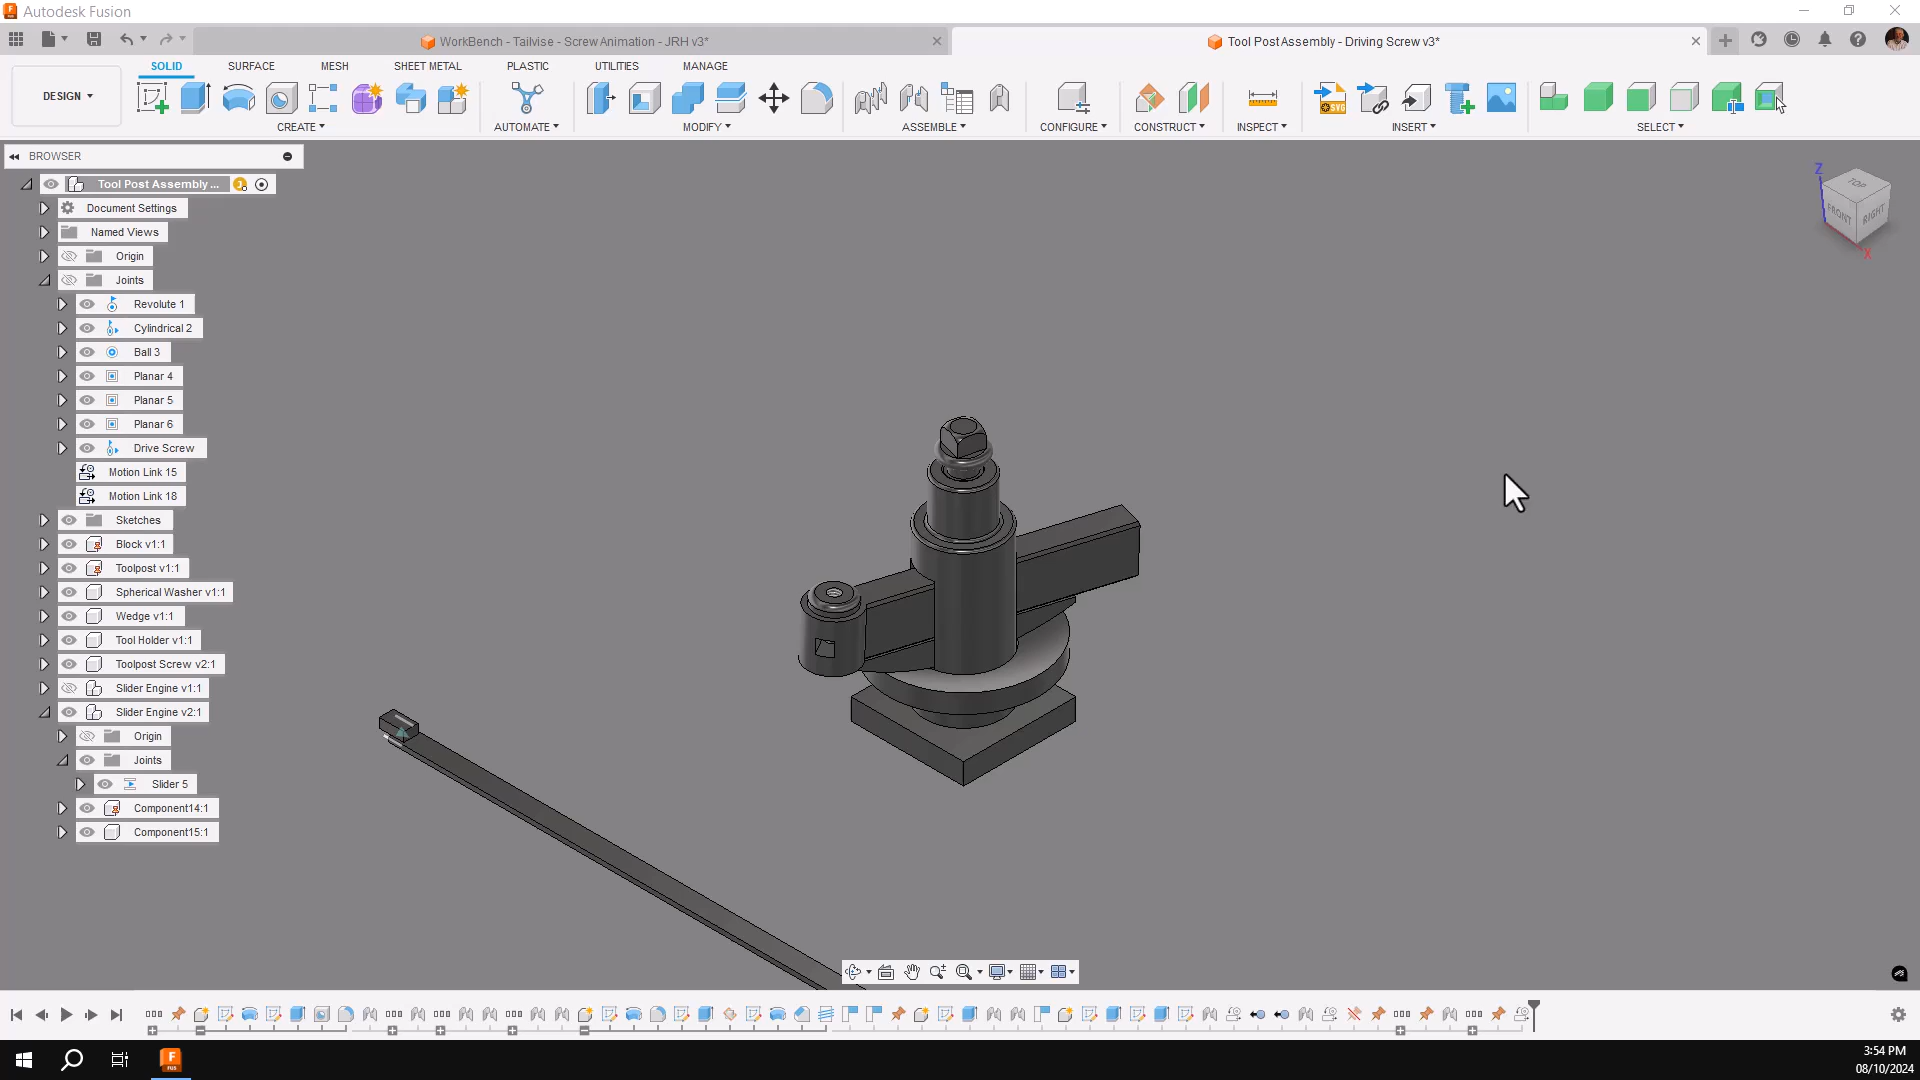 Autodesk Fusion
WorkBench - Tailvise - Screw Animation - JRH v3*
Tool Post Assembly - Driving Screw v3*
SOLID
SURFACE
MESH
SHEET METAL
PLASTIC
UTILITIES
MANAGE
DESIGN
CREATE
AUTOMATE
MODIFY
ASSEMBLE
CONFIGURE
CONSTRUCT
INSPECT
INSERT
SELECT
SVG
BROWSER
Tool Post Assembly ...
Document Settings
Named Views
Origin
Joints
Revolute 1
Cylindrical 2
Ball 3
Planar 4
Planar 5
Planar 6
Drive Screw
Motion Link 15
Motion Link 18
Sketches
Block v1:1
Toolpost v1:1
Spherical Washer v1:1
Wedge v1:1
Tool Holder v1:1
Toolpost Screw v2:1
Slider Engine v1:1
Slider Engine v2:1
Origin
Joints
Slider 5
Component14:1
Component15:1
Z
TOP
FRONT
RIGHT
X
F
FUS
3:54 PM
08/10/2024